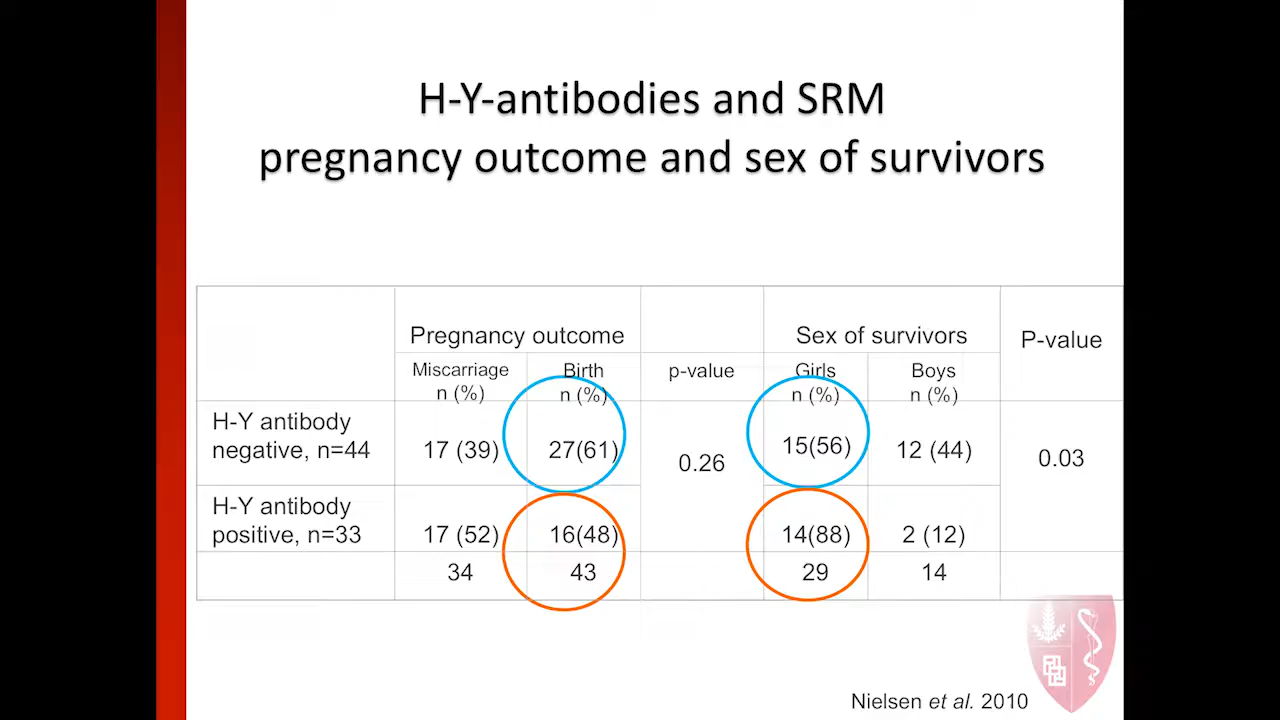 H-Y-antibodies and SRM
pregnancy outcome and sex of survivors
Pregnancy outcome
Sex of survivors
P-value
Miscarriage
n (%)
Birth
n (%)
p-value
Girls
n (%)
Boys
n (%)
H-Y antibody
negative, n=44
17 (39)
27(61)
0.26
15(56)
12 (44)
0.03
H-Y antibody
positive, n=33
17 (52)
16(48)
14(88)
2 (12)
34
43
29
14
Nielsen et al. 2010